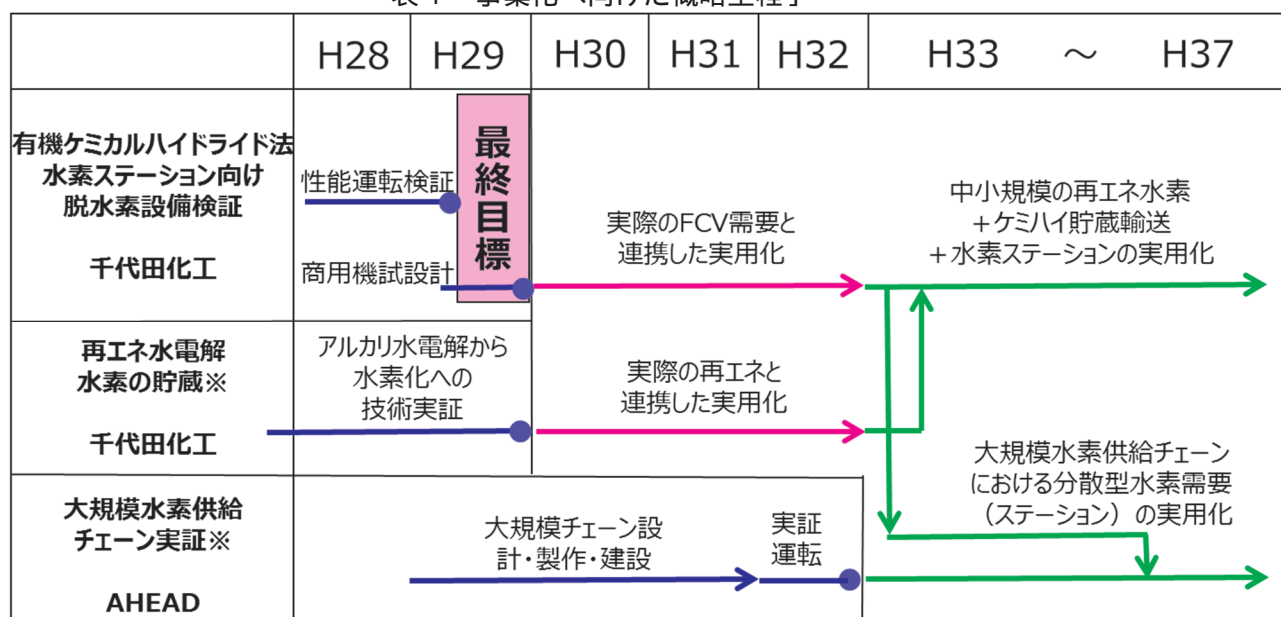 H28 H29 H30 H31 H32 H33 ～ H37
有機ケミカルハイドライド法
水素ステーション向け
脱水素設備検証
千代田化工
性能運転検証
商用機試設計
最終目標
実際のFCV需要と
連携した実用化
中小規模の再エネ水素
＋ケミハイ貯蔵輸送
＋水素ステーションの実用化
再エネ水電解
水素の貯蔵※
千代田化工
アルカリ水電解から
水素化への
技術実証
実際の再エネと
連携した実用化
大規模水素供給チェーン
における分散型水素需要
（ステーション）の実用化
大規模水素供給
チェーン実証※
AHEAD
大規模チェーン設
計・製作・建設
実証
運転